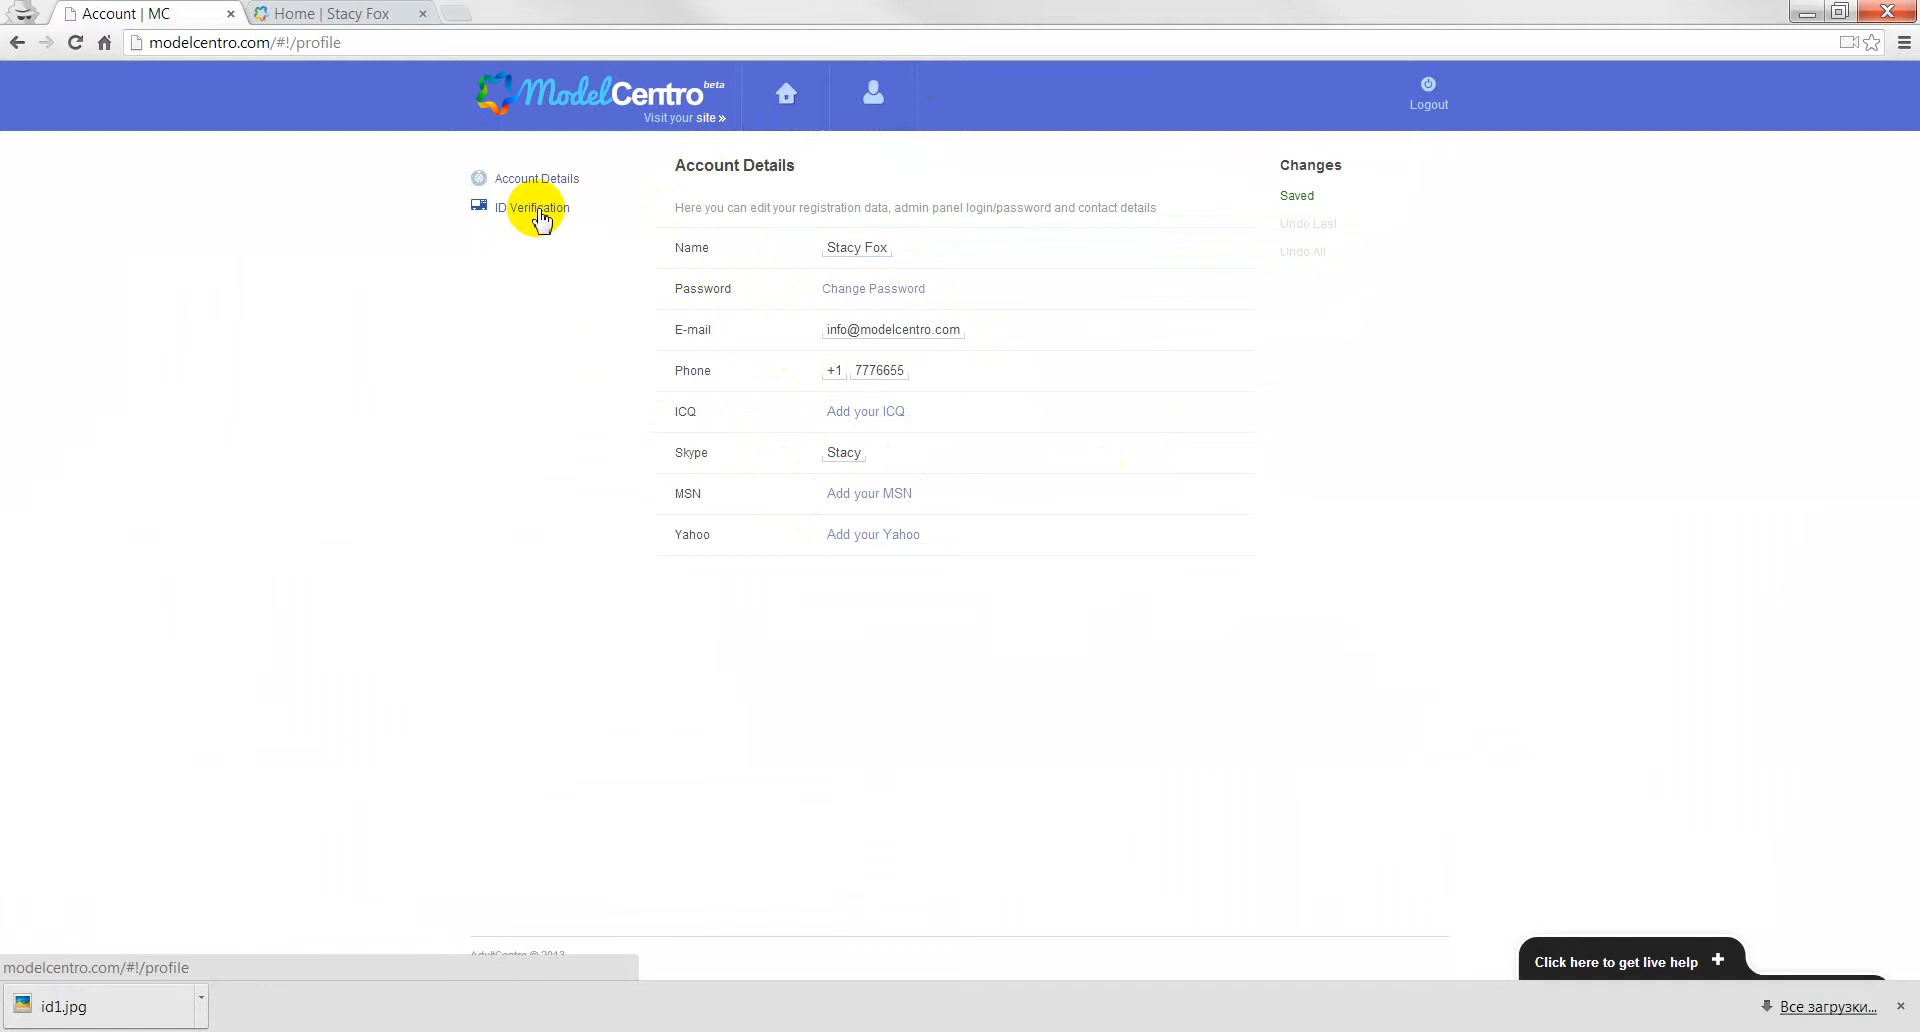 Account | MC
Home | Stacy Fox
modelcentro.com/#!/profile
ModelCentro beta
Visit your site »
Logout
Account Details
ID Verification
Account Details
Here you can edit your registration data, admin panel login/password and contact details
Name Stacy Fox
Password Change Password
E-mail info@modelcentro.com
Phone +1 7776655
ICQ Add your ICQ
Skype Stacy
MSN Add your MSN
Yahoo Add your Yahoo
Changes
Saved
Undo Last
Undo All
AdultCentro © 2013
Click here to get live help +
modelcentro.com/#!/profile
id1.jpg
Все загрузки...